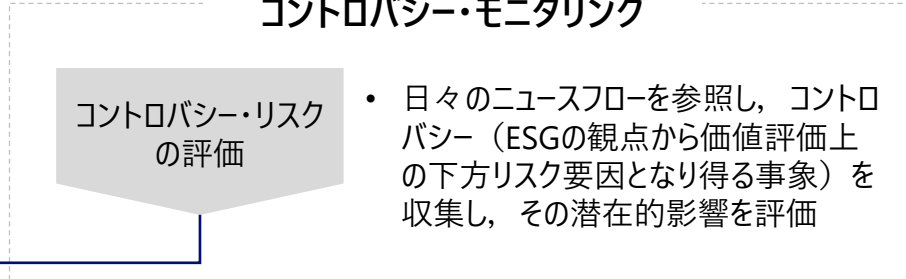 コントロバシー・モニタリング
コントロバシー・リスク
の評価
• 日々のニュースフローを参照し，コントロ
バシー（ESGの観点から価値評価上
の下方リスク要因となり得る事象）を
収集し，その潜在的影響を評価